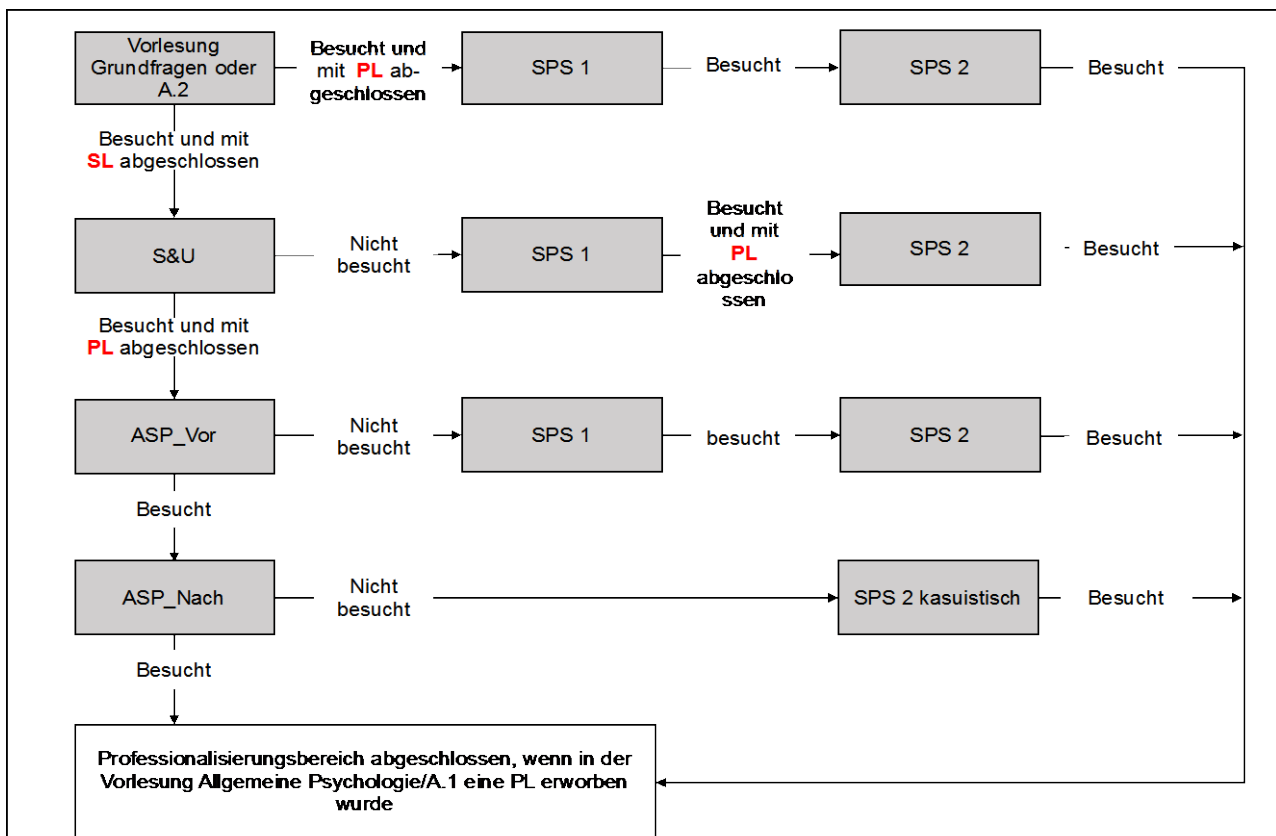 Vorlesung
Grundfragen oder
A.2
Besucht und
mit PL ab-
geschlossen
SPS 1
Besucht
SPS 2
Besucht
Besucht und mit
SL abgeschlossen
S&U
Nicht
besucht
SPS 1
Besucht
und mit
PL
abgeschlo
ssen
SPS 2
Besucht
Besucht und mit
PL abgeschlossen
ASP_Vor
Nicht
besucht
SPS 1
besucht
SPS 2
Besucht
Besucht
ASP_Nach
Nicht
besucht
SPS 2 kasuistisch
Besucht
Besucht
Professionalisierungsbereich abgeschlossen, wenn in der
Vorlesung Allgemeine Psychologie/A.1 eine PL erworben
wurde